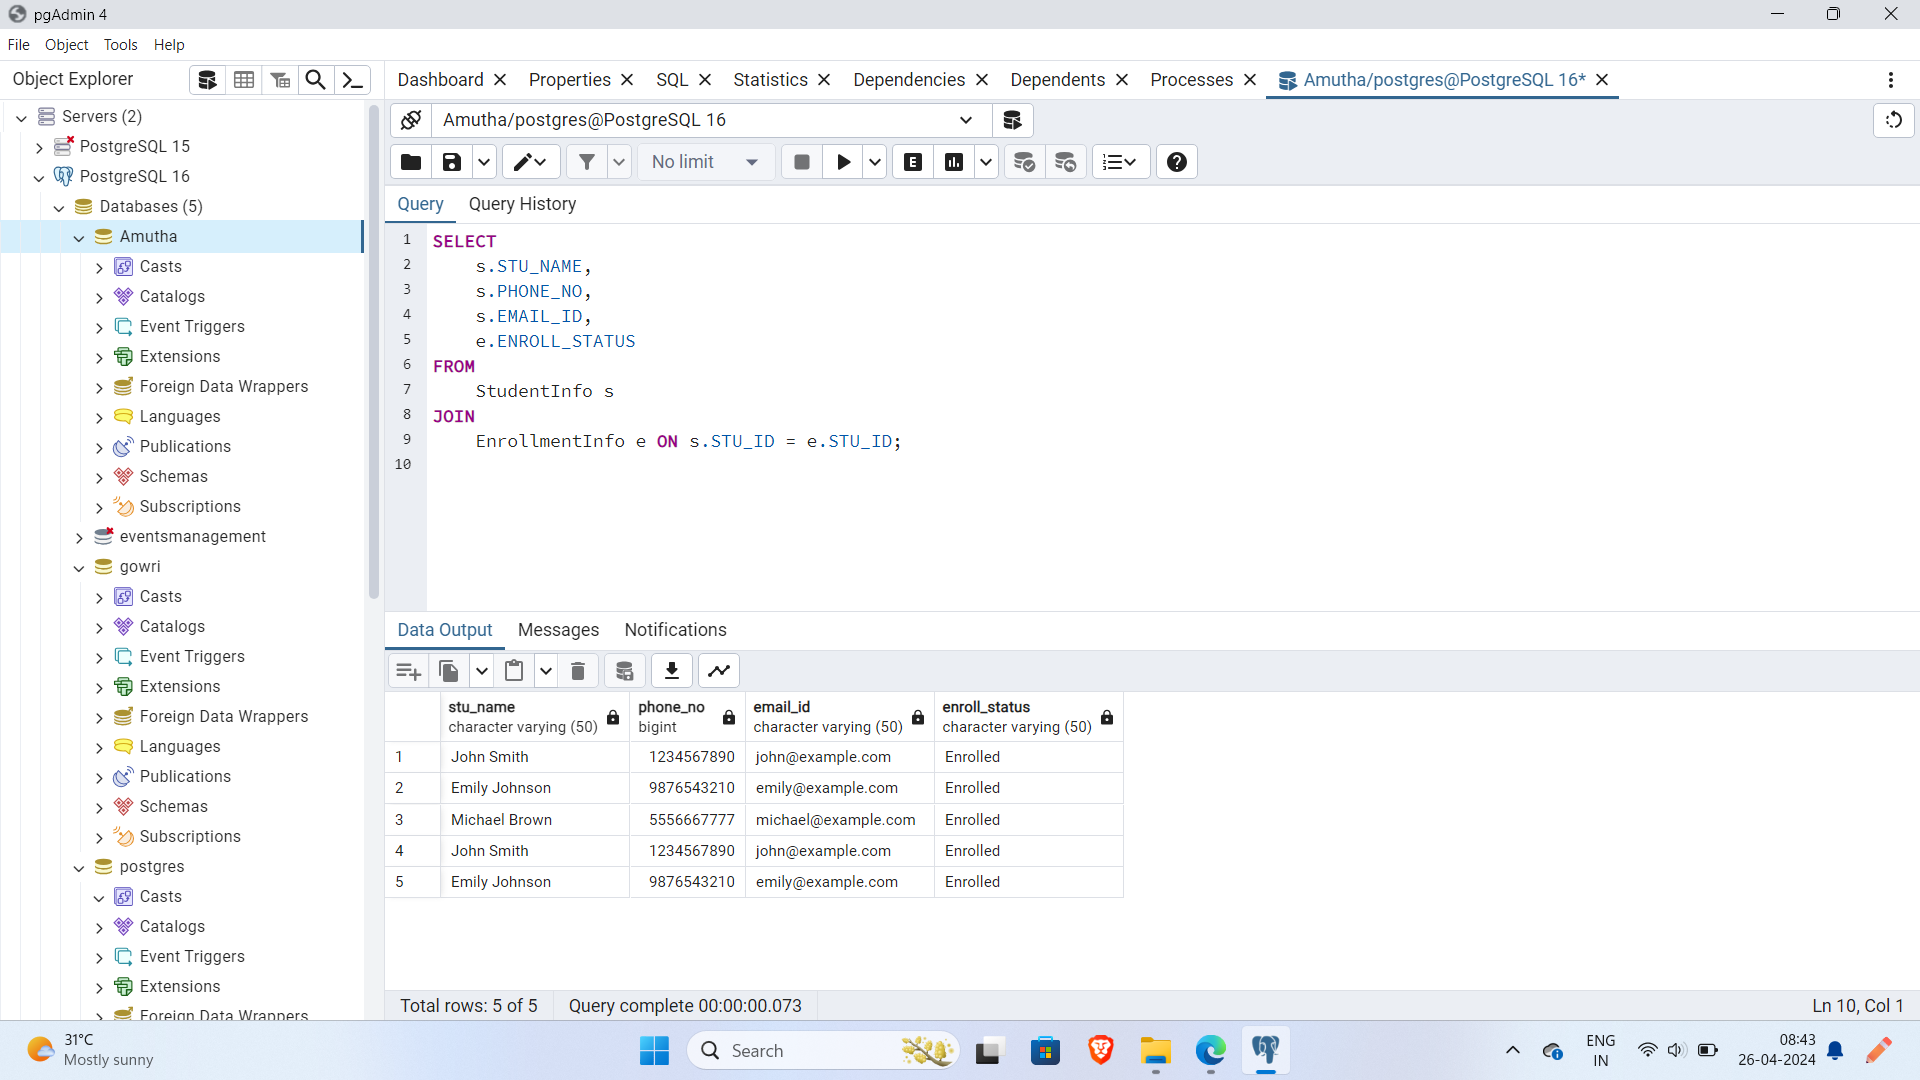 pgAdmin 4
File Object Tools Help
Object Explorer
Dashboard Properties SQL Statistics Dependencies Dependents Processes Amutha/postgres@PostgreSQL 16*
Servers (2)
PostgreSQL 15
PostgreSQL 16
Databases (5)
Amutha
Casts
Catalogs
Event Triggers
Extensions
Foreign Data Wrappers
Languages
Publications
Schemas
Subscriptions
eventsmanagement
gowri
Casts
Catalogs
Event Triggers
Extensions
Foreign Data Wrappers
Languages
Publications
Schemas
Subscriptions
postgres
Casts
Catalogs
Event Triggers
Extensions
Foreign Data Wrappers
Amutha/postgres@PostgreSQL 16
No limit E
Query Query History
1 SELECT
2 s.STU_NAME,
3 s.PHONE_NO,
4 s.EMAIL_ID,
5 e.ENROLL_STATUS
6 FROM
7 StudentInfo s
8 JOIN
9 EnrollmentInfo e ON s.STU_ID = e.STU_ID;
10
Data Output Messages Notifications
stu_name phone_no email_id enroll_status
character varying (50) bigint character varying (50) character varying (50)
1 John Smith 1234567890 john@example.com Enrolled
2 Emily Johnson 9876543210 emily@example.com Enrolled
3 Michael Brown 5556667777 michael@example.com Enrolled
4 John Smith 1234567890 john@example.com Enrolled
5 Emily Johnson 9876543210 emily@example.com Enrolled
Total rows: 5 of 5 Query complete 00:00:00.073 Ln 10, Col 1
31°C
Mostly sunny
Search
ENG
IN
08:43
26-04-2024